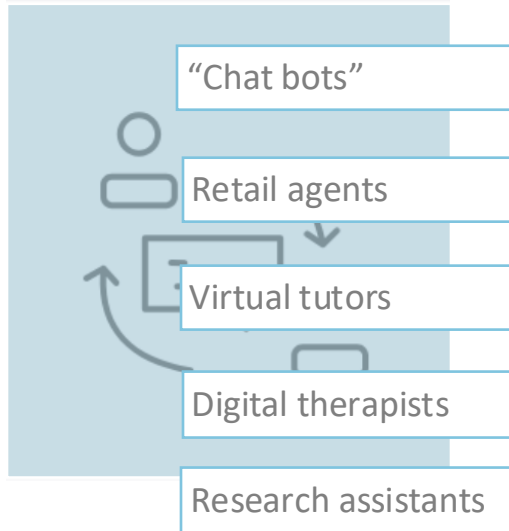 “Chat bots”
Retail agents
Virtual tutors
Digital therapists
Research assistants